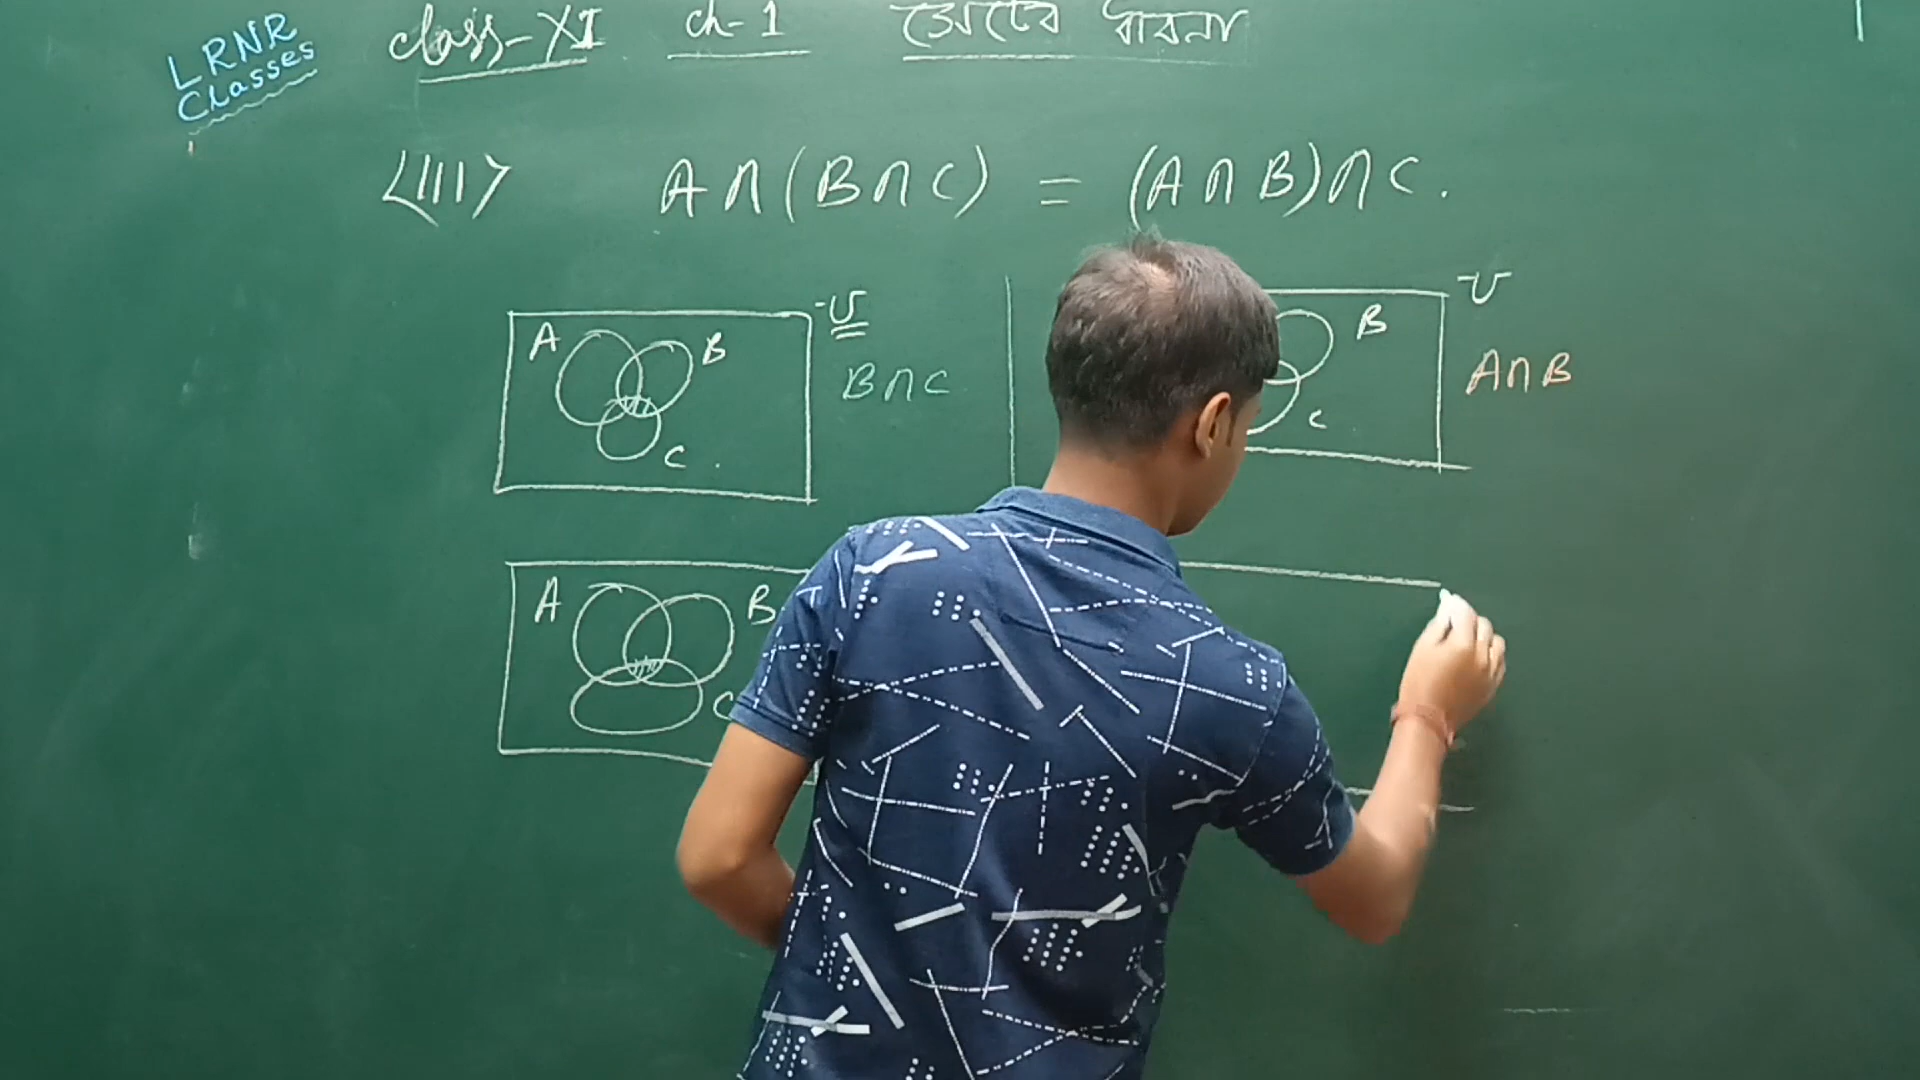 LRNR
Classes
Class-XI ch-1 সেটের ধারনা
<III> A∩(B∩C) = (A∩B)∩C.
A B U
B∩C
C
B U
A∩B
C
A B
C